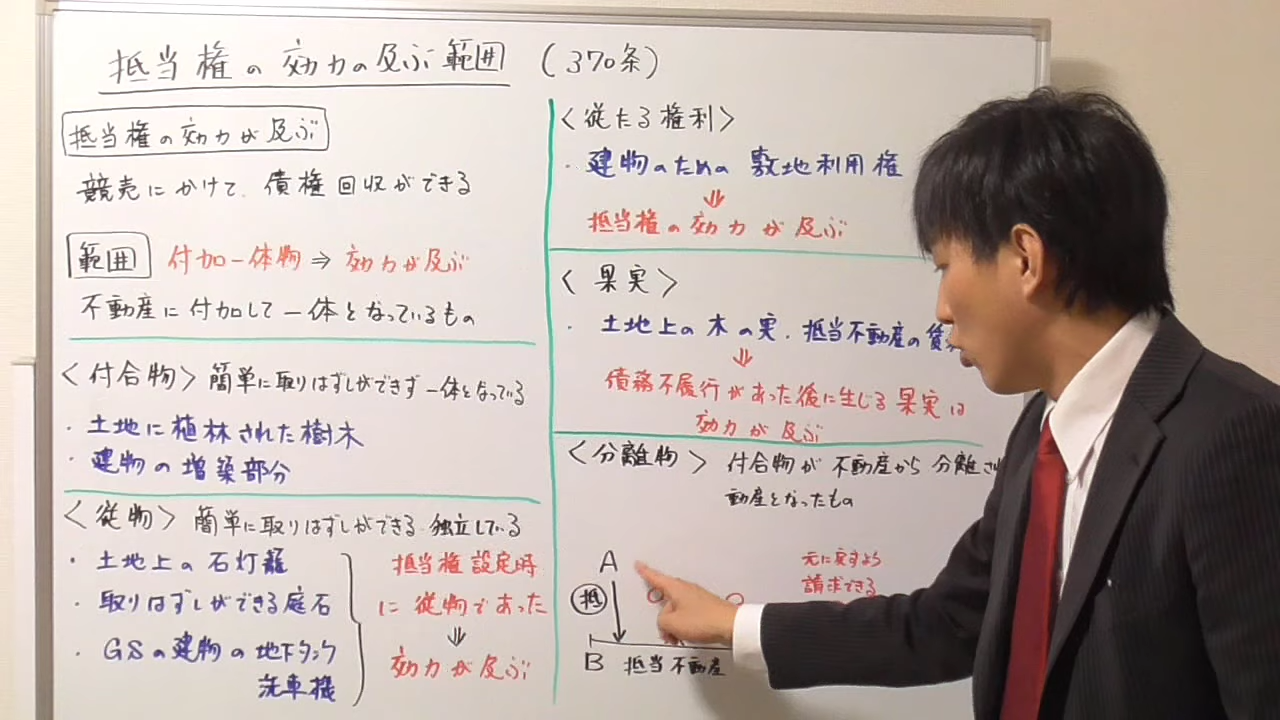 抵当権の効力の及ぶ範囲 (370条)
抵当権の効力が及ぶ
競売にかけて、債権回収ができる
範囲 付加一体物⇒効力が及ぶ
不動産に付加して一体となっているもの
<付合物> 簡単に取りはずしができず一体となっている
・土地に植林された樹木
・建物の増築部分
<従物> 簡単に取りはずしができる 独立している
・土地上の石灯籠
・取りはずしができる庭石
・GSの建物の地下タンク
洗車機
抵当権設定時
に従物であった
⇓
効力が及ぶ
<従たる権利>
・建物のための敷地利用権
⇓
抵当権の効力が及ぶ
<果実>
・土地上の木の実、抵当不動産の賃
⇓
債務不履行があった後に生じる果実は
効力が及ぶ
<分離物> 付合物が不動産から分離さ
動産となったもの
A
抵
B 抵当不動産
元に戻すよう
請求できる